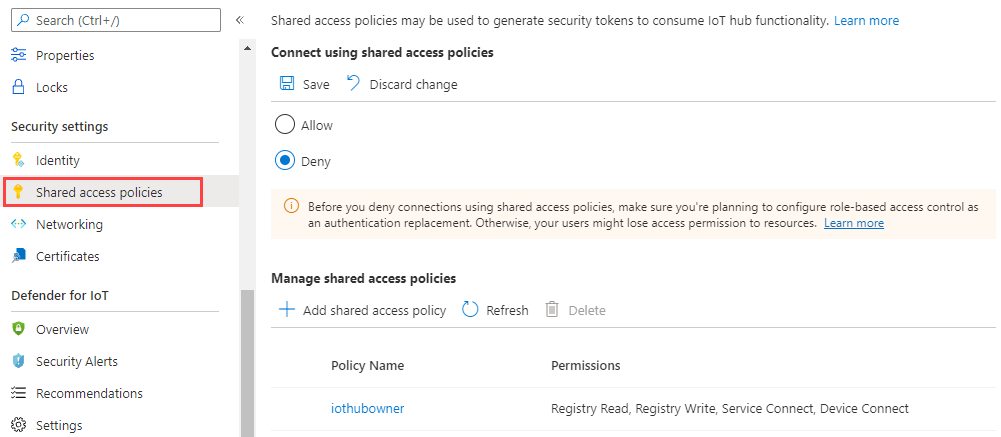 Search (Ctrl+/)
«
Properties
Locks
Security settings
Identity
Shared access policies
Networking
Certificates
Defender for IoT
Overview
Security Alerts
Recommendations
Settings
Shared access policies may be used to generate security tokens to consume IoT hub functionality. Learn more
Connect using shared access policies
Save Discard change
Allow
Deny
Before you deny connections using shared access policies, make sure you're planning to configure role-based access control as
an authentication replacement. Otherwise, your users might lose access permission to resources. Learn more
Manage shared access policies
Add shared access policy Refresh Delete
Policy Name Permissions
iothubowner Registry Read, Registry Write, Service Connect, Device Connect